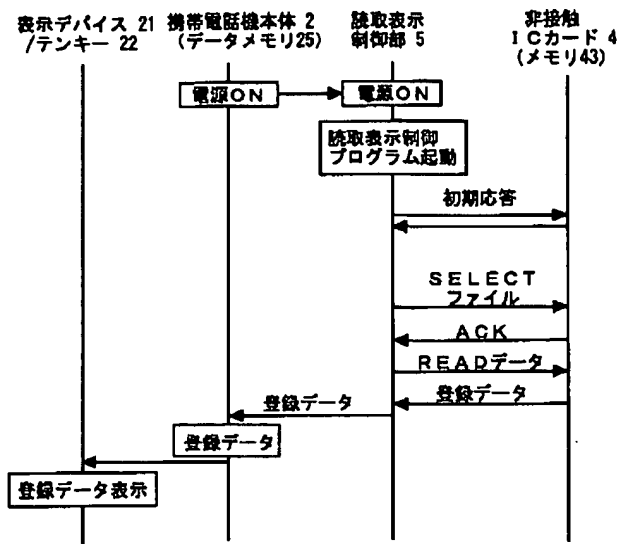 表示デバイス 21 携帯電話機本体 2 読取表示 非接触
/テンキー 22 (データメモリ25) 制御部 5 ICカード 4
(メモリ43)
電源ON 電源ON
読取表示制御
プログラム起動
初期応答
SELECT
ファイル
ACK
READデータ
登録データ 登録データ
登録データ
登録データ表示